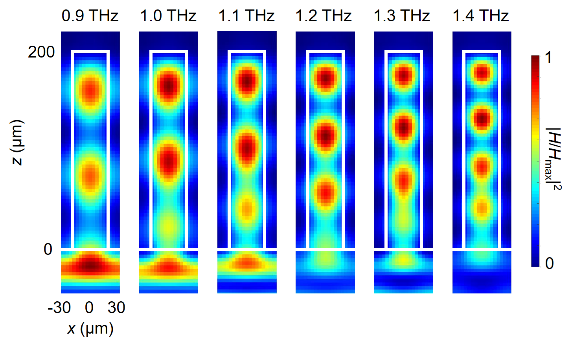 0.9 THz 1.0 THz 1.1 THz 1.2 THz 1.3 THz 1.4 THz
200
z (µm)
0
-30 0 30
x (µm)
1
|H/Hmax|²
0